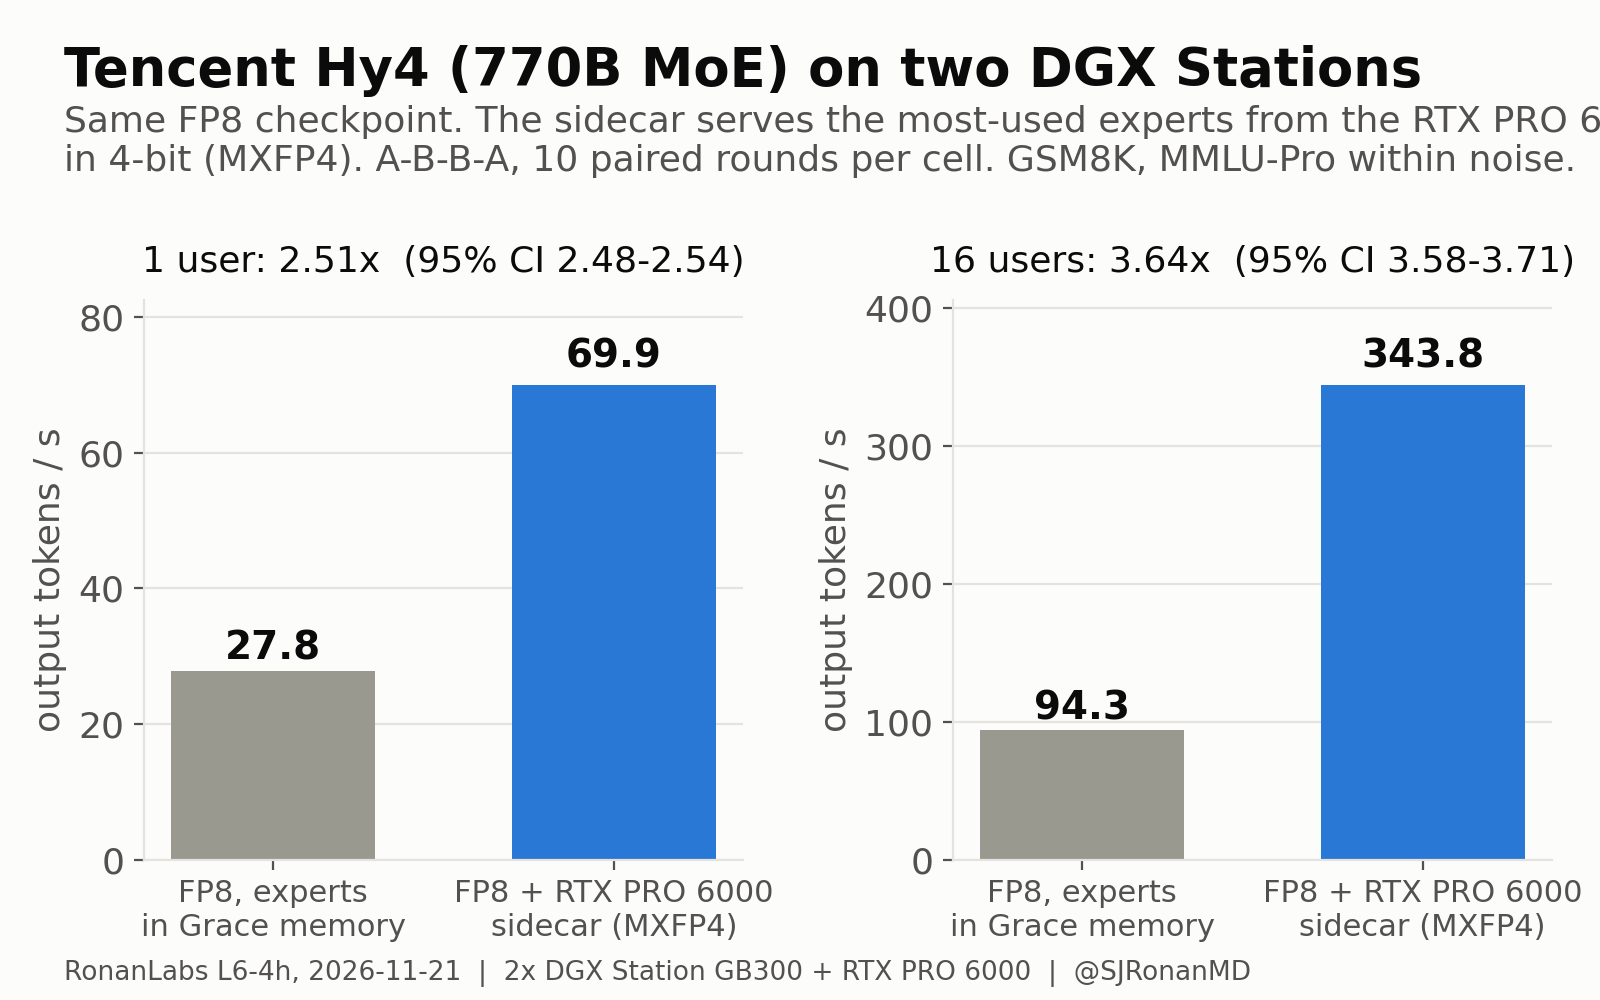 Tencent Hy4 (770B MoE) on two DGX Stations
Same FP8 checkpoint. The sidecar serves the most-used experts from the RTX PRO 6
in 4-bit (MXFP4). A-B-B-A, 10 paired rounds per cell. GSM8K, MMLU-Pro within noise.
1 user: 2.51x (95% CI 2.48-2.54)
output tokens / s
80
60
40
20
0
27.8
69.9
FP8, experts
in Grace memory
FP8 + RTX PRO 6000
sidecar (MXFP4)
16 users: 3.64x (95% CI 3.58-3.71)
output tokens / s
400
300
200
100
0
94.3
343.8
FP8, experts
in Grace memory
FP8 + RTX PRO 6000
sidecar (MXFP4)
RonanLabs L6-4h, 2026-11-21 | 2x DGX Station GB300 + RTX PRO 6000 | @SJRonanMD